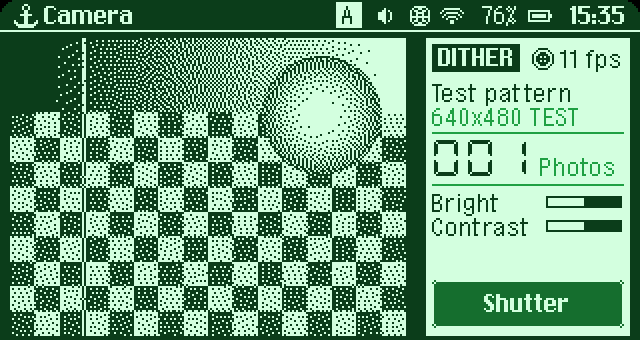 Camera
A
76% 15:35
DITHER 11 fps
Test pattern
640x480 TEST
001 Photos
Bright
Contrast
Shutter